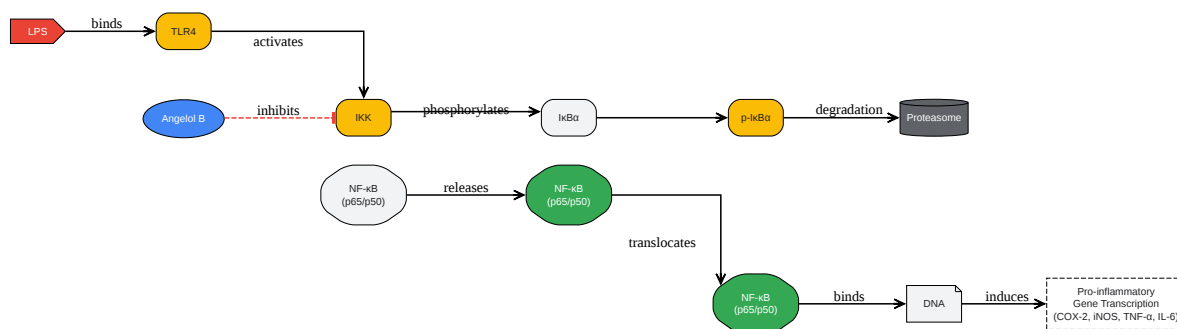 LPS
binds
TLR4
activates
Angelol B
inhibits
IKK
phosphorylates
IκBα
p-IκBα
degradation
Proteasome
NF-κB
(p65/p50)
releases
NF-κB
(p65/p50)
translocates
NF-κB
(p65/p50)
binds
DNA
induces
Pro-inflammatory
Gene Transcription
(COX-2, iNOS, TNF-α, IL-6)